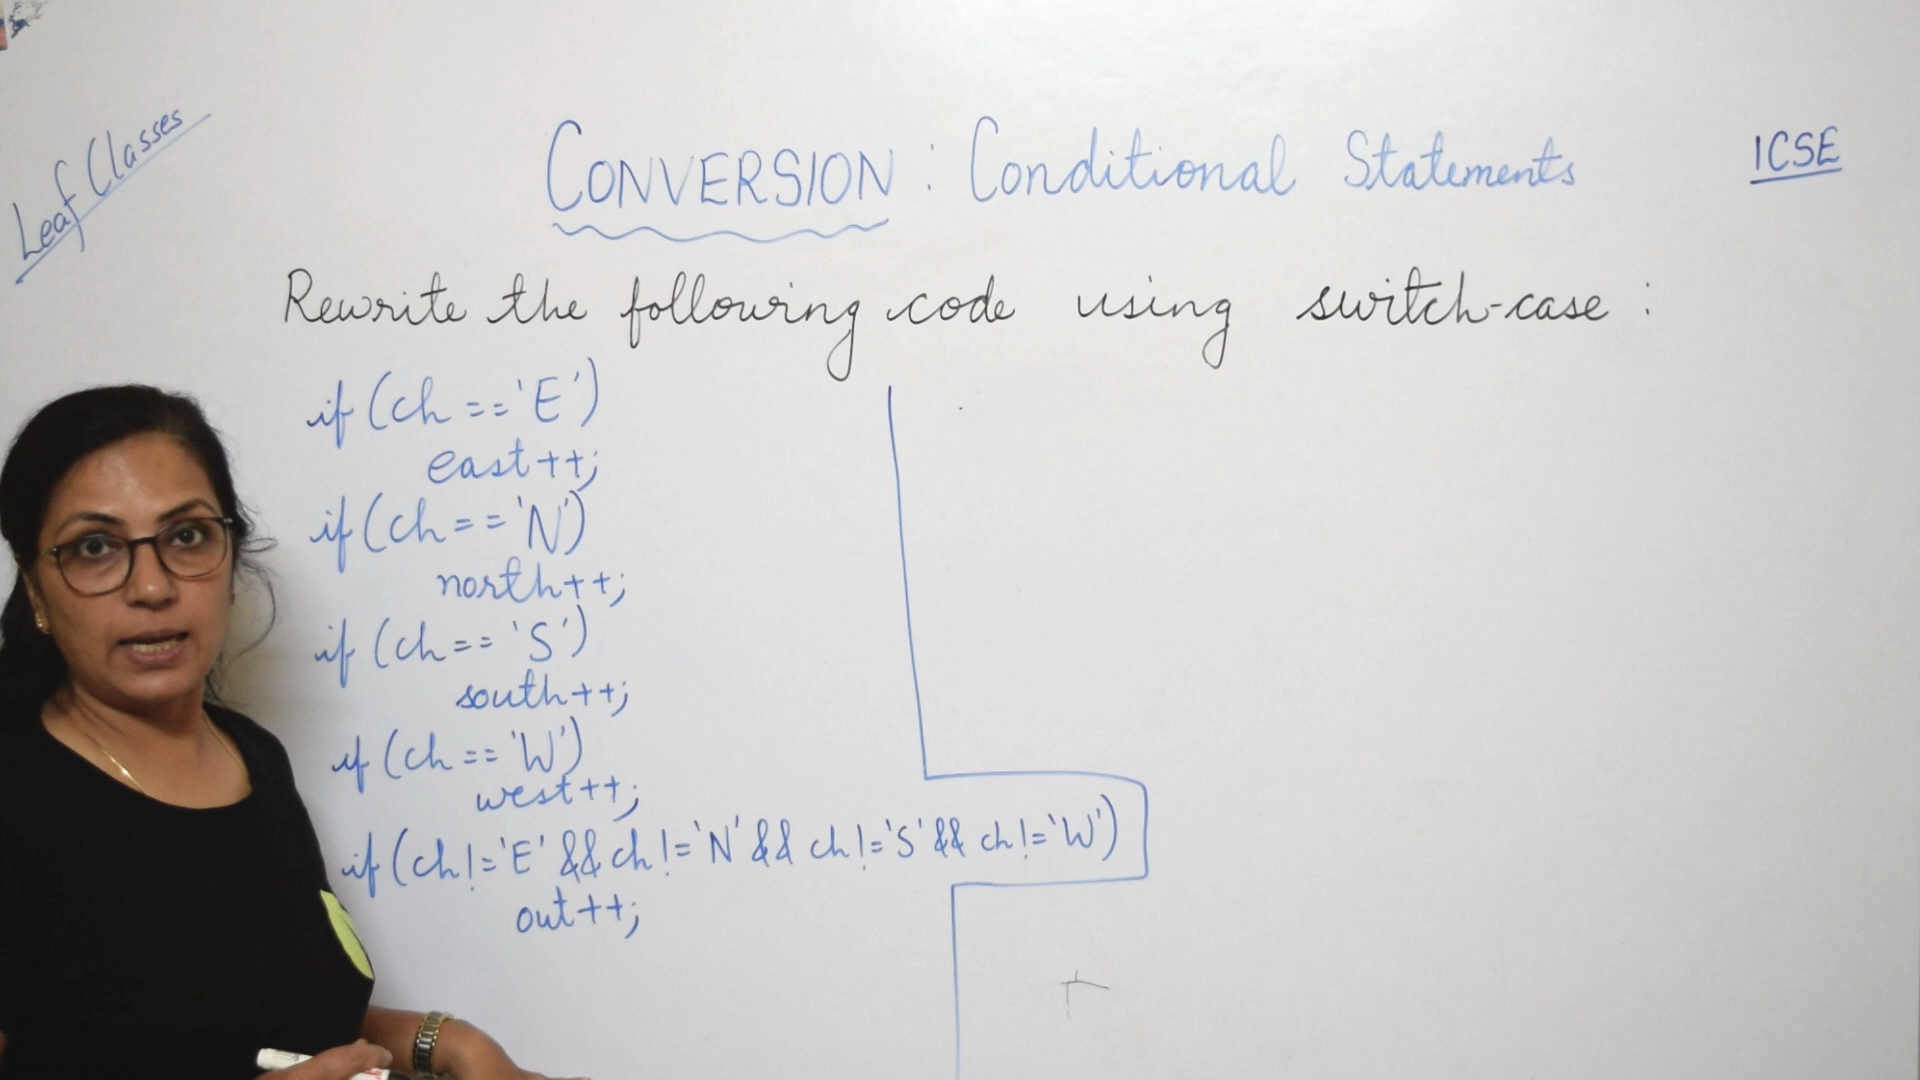 Leaf Classes
CONVERSION : Conditional Statements
ICSE
Rewrite the following code using switch-case :
if (ch == 'E')
east ++;
if (ch == 'N')
north ++;
if (ch == 'S')
south ++;
if (ch == 'W')
west ++;
if (ch != 'E' && ch != 'N' && ch != 'S' && ch != 'W')
out ++;